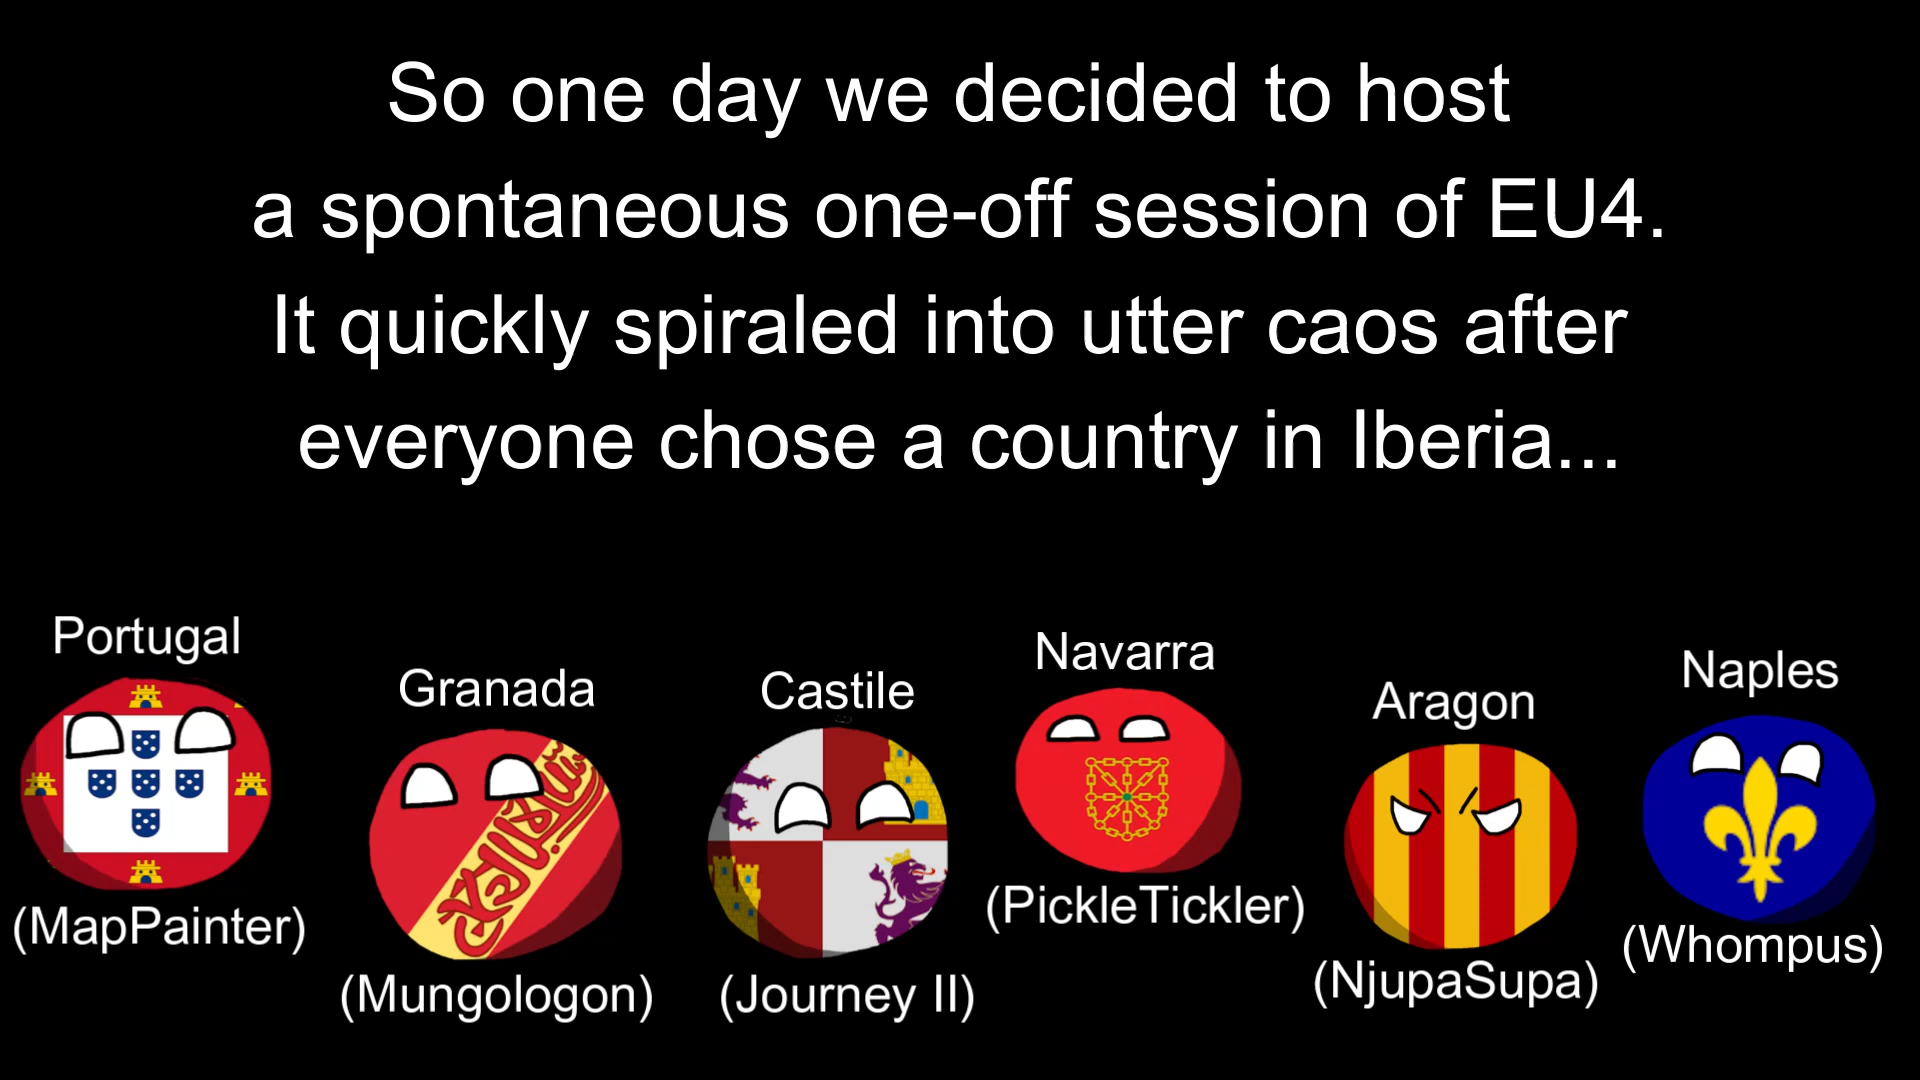 So one day we decided to host
a spontaneous one-off session of EU4.
It quickly spiraled into utter caos after
everyone chose a country in Iberia...
Portugal
(MapPainter)
Granada
(Mungologon)
Castile
(Journey II)
Navarra
(PickleTickler)
Aragon
(NjupaSupa)
Naples
(Whompus)